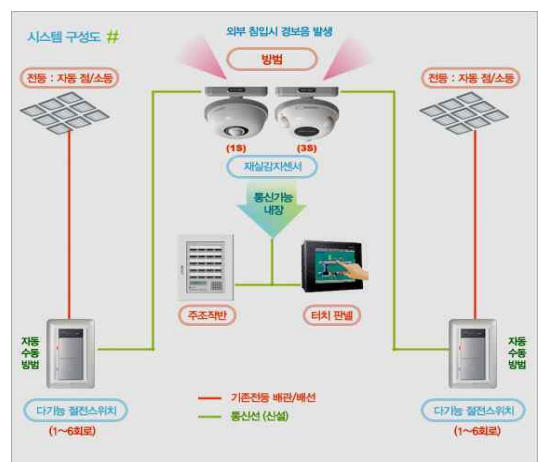 시스템 구성도 #
외부 침입시 경보음 발생
방범
전등 : 자동 점/소등
전등 : 자동 점/소등
(1S)
(3S)
재실감지센서
통신기능
내장
주조작반
터치 판넬
자동
수동
방범
자동
수동
방범
다기능 절전스위치
(1~6회로)
다기능 절전스위치
(1~6회로)
기존전등 배관/배선
통신선 (신설)